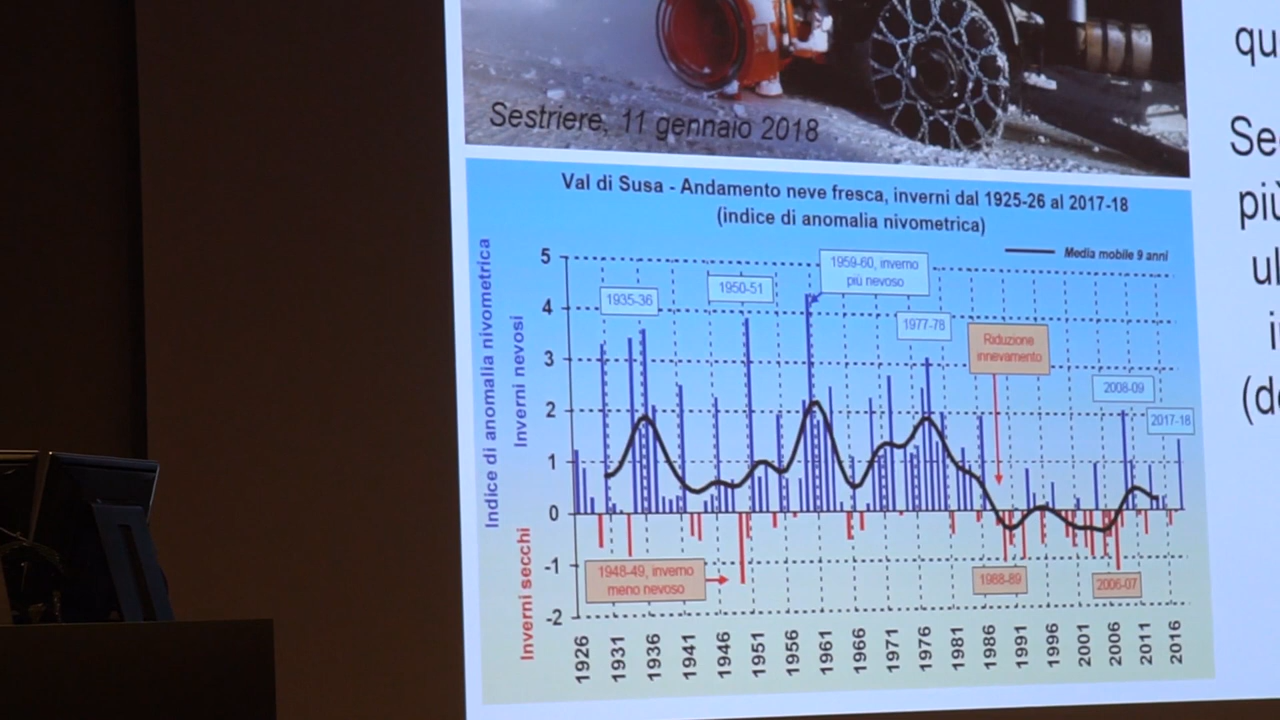 Sestriere, 11 gennaio 2018
qu
Se
più
ul
i
(d
Val di Susa - Andamento neve fresca, inverni dal 1925-26 al 2017-18
(indice di anomalia nivometrica)
Media mobile 9 anni
Indice di anomalia nivometrica
Inverni nevosi
Inverni secchi
5
4
3
2
1
0
-1
-2
1935-36
1950-51
1959-60, inverno
più nevoso
1977-78
Riduzione
innevamento
2008-09
2017-18
1948-49, inverno
meno nevoso
1988-89
2006-07
1926
1931
1936
1941
1946
1951
1956
1961
1966
1971
1976
1981
1986
1991
1996
2001
2006
2011
2016